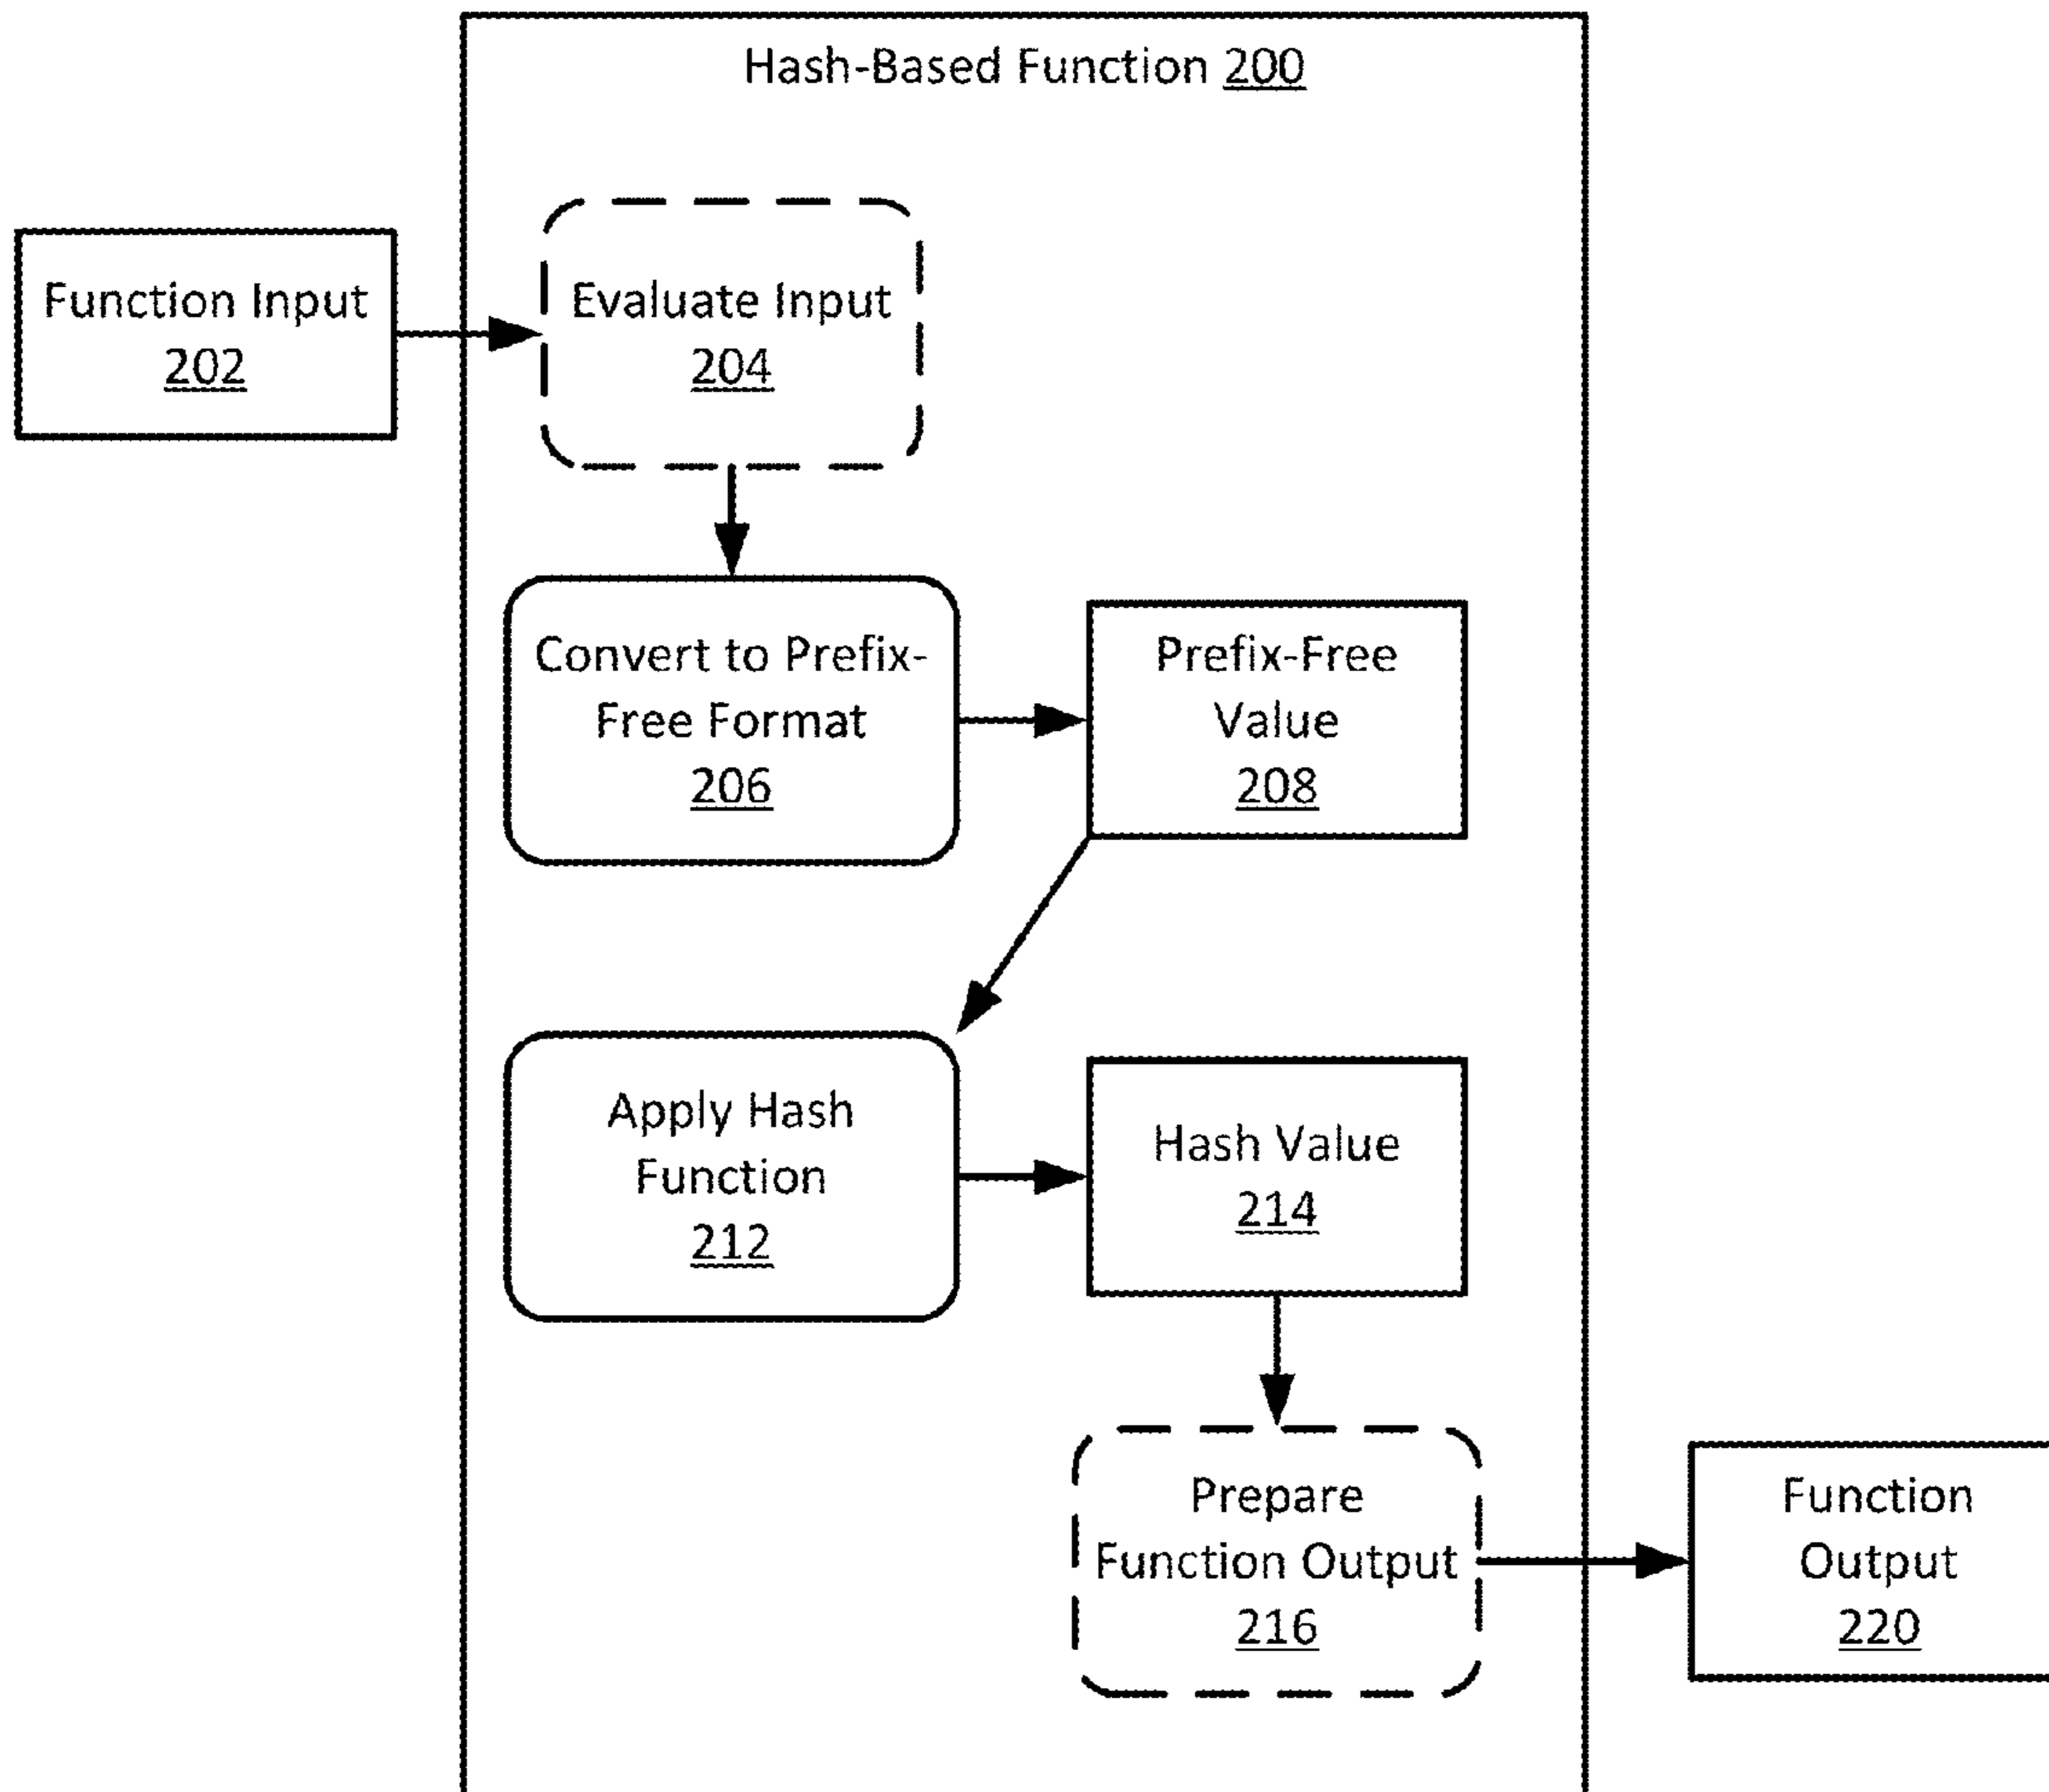 Hash-Based Function 200
Function Input
202
Evaluate Input
204
Convert to Prefix-
Free Format
206
Prefix-Free
Value
208
Apply Hash
Function
212
Hash Value
214
Prepare
Function Output
216
Function
Output
220